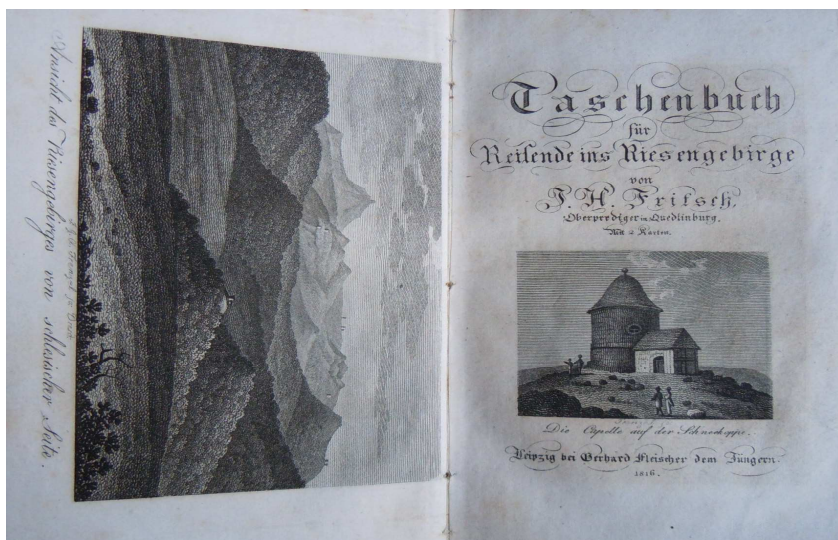 Ansicht des Riesengebirges von schlesischer Seite.
Taschenbuch
für
Reisende ins Riesengebirge
von
J. H. Fritsch,
Oberprediger in Quedlinburg.
Mit 2 Karten.
Die Capelle auf der Schneekoppe.
Leipzig bei Gerhard Fleischer dem Jüngern.
1816.